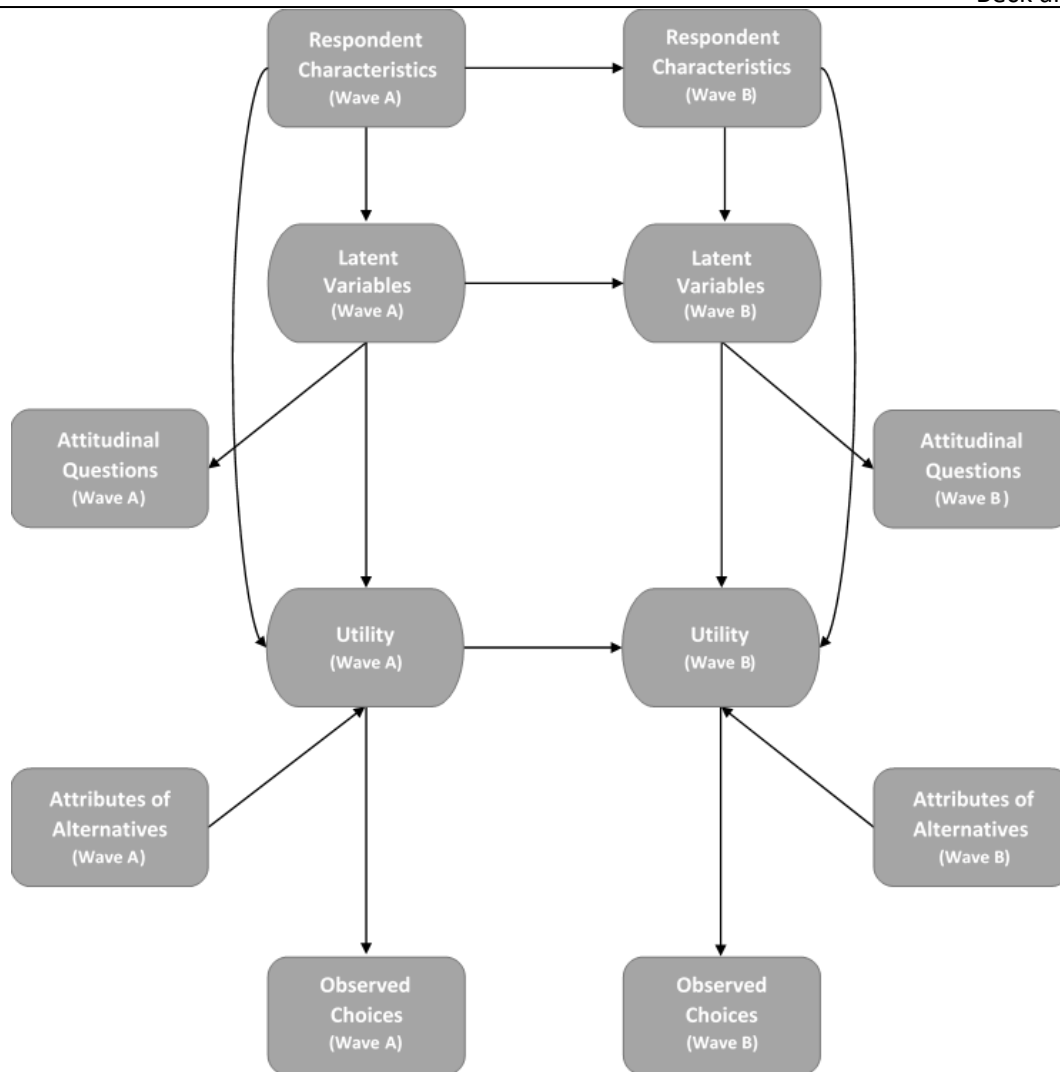 Respondent
Characteristics
(Wave A)
Respondent
Characteristics
(Wave B)
Latent
Variables
(Wave A)
Latent
Variables
(Wave B)
Attitudinal
Questions
(Wave A)
Attitudinal
Questions
(Wave B )
Utility
(Wave A)
Utility
(Wave B)
Attributes of
Alternatives
(Wave A)
Attributes of
Alternatives
(Wave B)
Observed
Choices
(Wave A)
Observed
Choices
(Wave B)